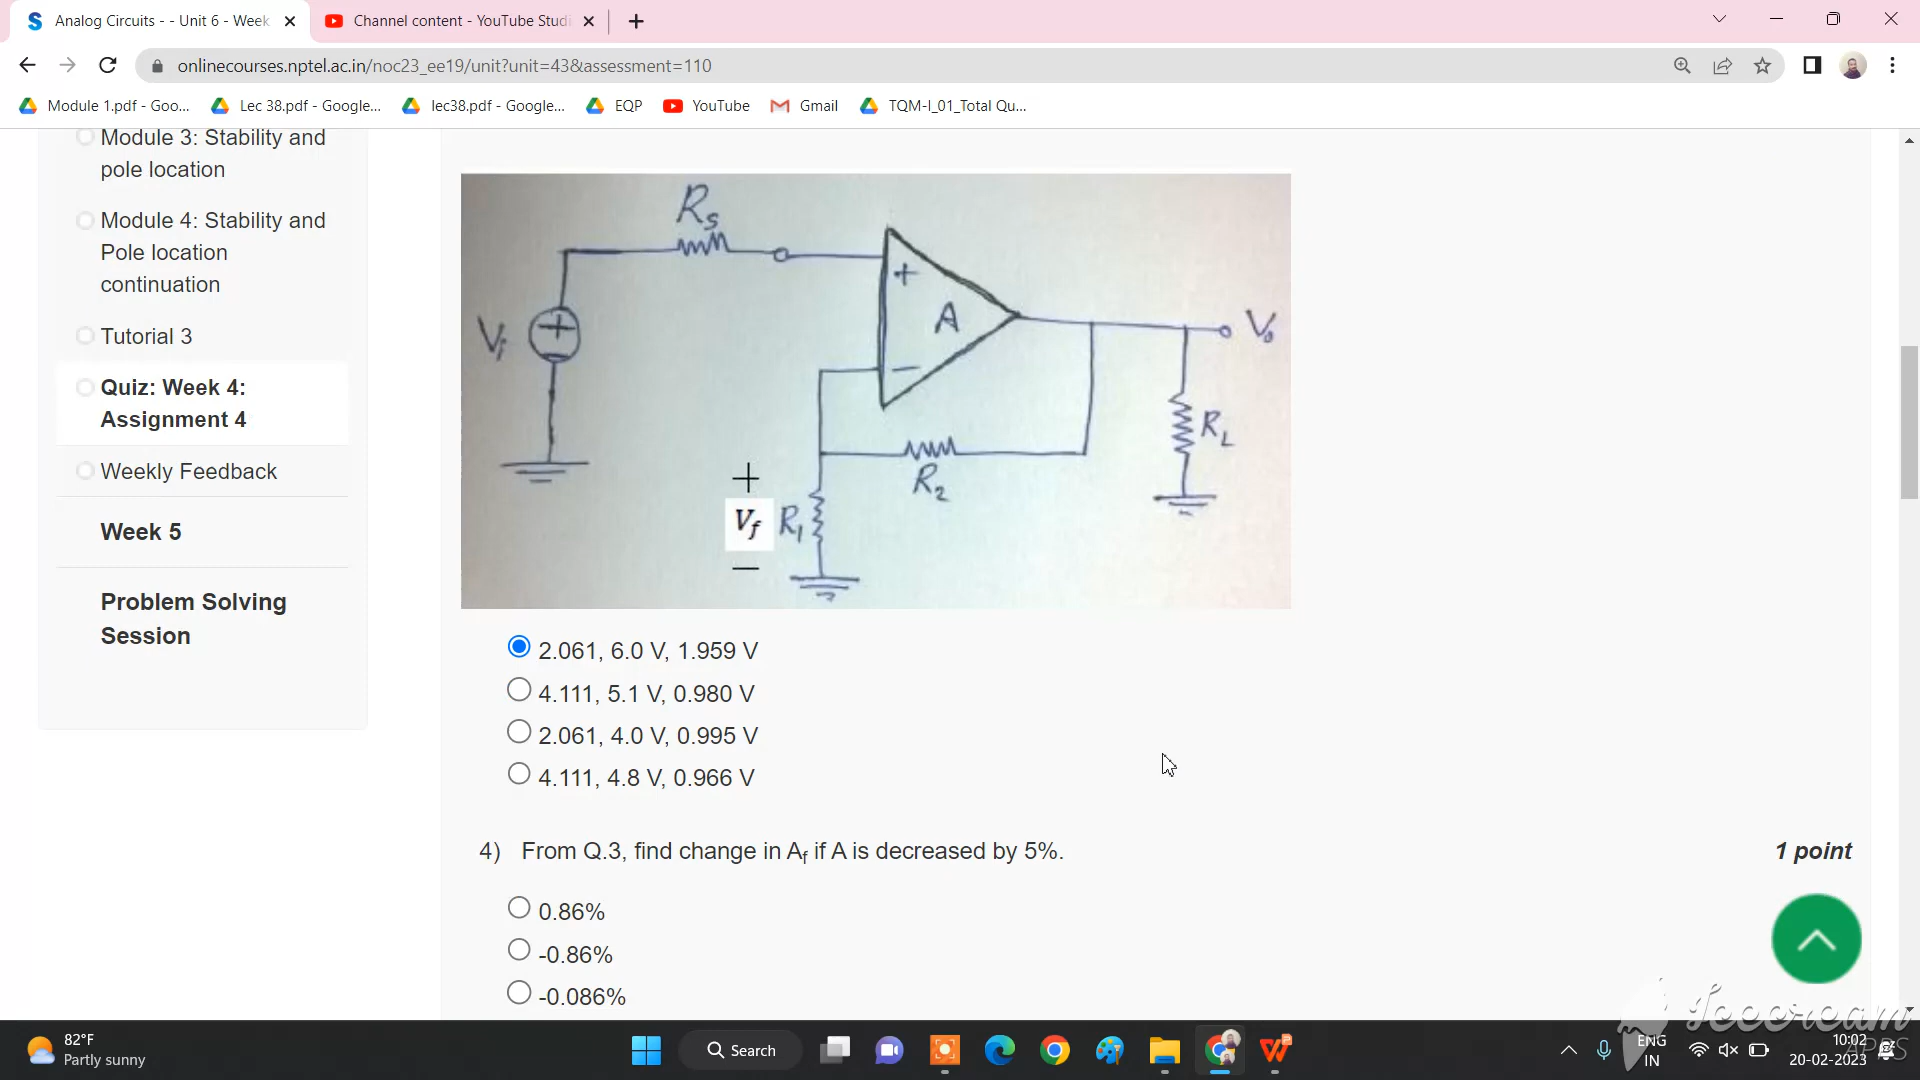 Analog Circuits - - Unit 6 - Week
Channel content - YouTube Studi
onlinecourses.nptel.ac.in/noc23_ee19/unit?unit=43&assessment=110
Module 1.pdf - Goo...
Lec 38.pdf - Google...
lec38.pdf - Google...
EQP
YouTube
Gmail
TQM-I_01_Total Qu...
Module 3: Stability and
pole location
Module 4: Stability and
Pole location
continuation
Tutorial 3
Quiz: Week 4:
Assignment 4
Weekly Feedback
Week 5
Problem Solving
Session
Rs
+
A
Vi
+
Vo
−
RL
R2
+
Vf
R1
−
2.061, 6.0 V, 1.959 V
4.111, 5.1 V, 0.980 V
2.061, 4.0 V, 0.995 V
4.111, 4.8 V, 0.966 V
4) From Q.3, find change in Af if A is decreased by 5%.
1 point
0.86%
-0.86%
-0.086%
Icecream
APPS
82°F
Partly sunny
Search
ENG
IN
10:02
20-02-2023